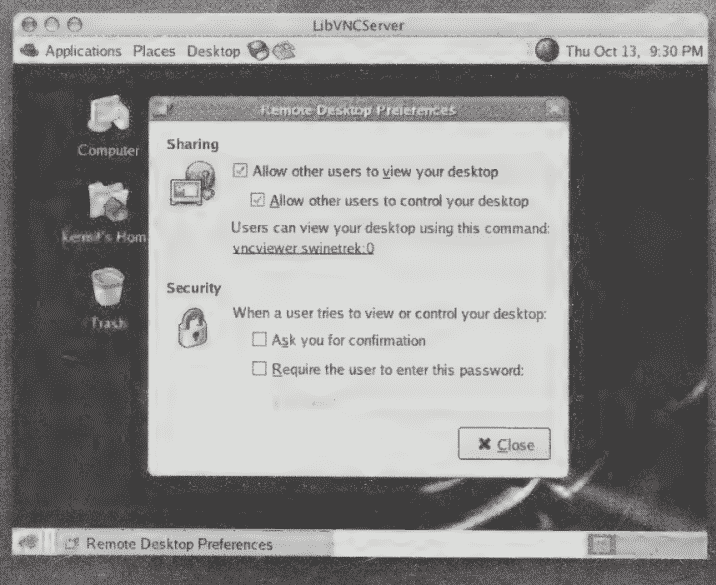 LibVNCServer
Applications Places Desktop Thu Oct 13, 9:30 PM
Remote Desktop Preferences
Computer
Kermit's Hom
Trash
Sharing
Allow other users to view your desktop
Allow other users to control your desktop
Users can view your desktop using this command:
vncviewer swinetrek:0
Security
When a user tries to view or control your desktop:
Ask you for confirmation
Require the user to enter this password:
Close
Remote Desktop Preferences